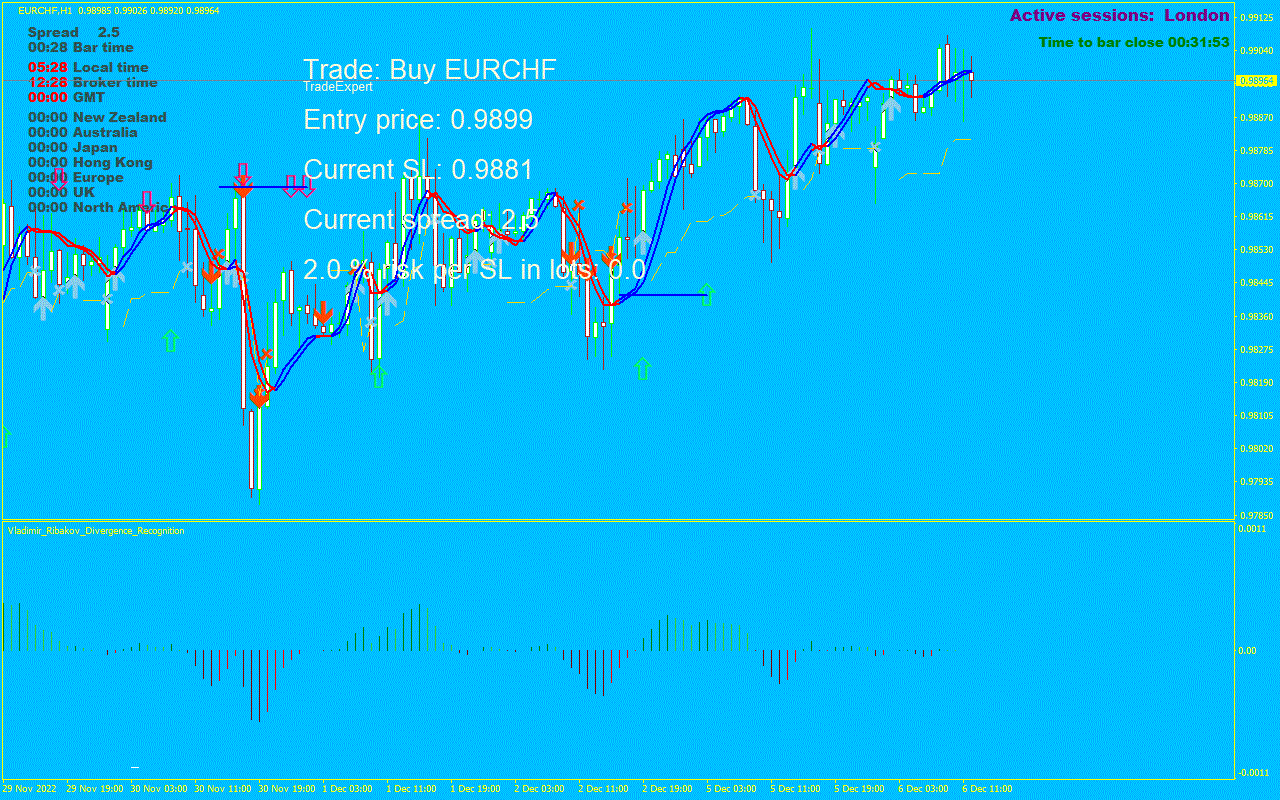 EURCHF,H1 0.98985 0.99026 0.98920 0.98964
Active sessions: London
Time to bar close 00:31:53
Spread 2.5
00:28 Bar time
05:28 Local time
12:28 Broker time
00:00 GMT
00:00 New Zealand
00:00 Australia
00:00 Japan
00:00 Hong Kong
00:00 Europe
00:00 UK
00:00 North America
Trade: Buy EURCHF
TradeExpert
Entry price: 0.9899
Current SL: 0.9881
Current spread: 2.5
2.0 % risk per SL in lots: 0.0
0.99125
0.99040
0.98964
0.98870
0.98785
0.98700
0.98615
0.98530
0.98445
0.98360
0.98275
0.98190
0.98105
0.98020
0.97935
0.97850
Vladimir_Ribakov_Divergence_Recognition
0.0011
0.00
-0.0011
29 Nov 2022
29 Nov 19:00
30 Nov 03:00
30 Nov 11:00
30 Nov 19:00
1 Dec 03:00
1 Dec 11:00
1 Dec 19:00
2 Dec 03:00
2 Dec 11:00
2 Dec 19:00
5 Dec 03:00
5 Dec 11:00
5 Dec 19:00
6 Dec 03:00
6 Dec 11:00